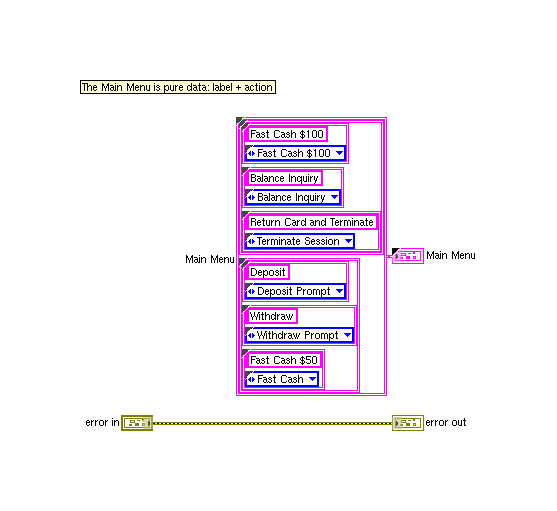 The Main Menu is pure data: label + action
Fast Cash $100
Fast Cash $100
Balance Inquiry
Balance Inquiry
Return Card and Terminate
Terminate Session
Main Menu
Main Menu
Deposit
Deposit Prompt
Withdraw
Withdraw Prompt
Fast Cash $50
Fast Cash
error in
error out